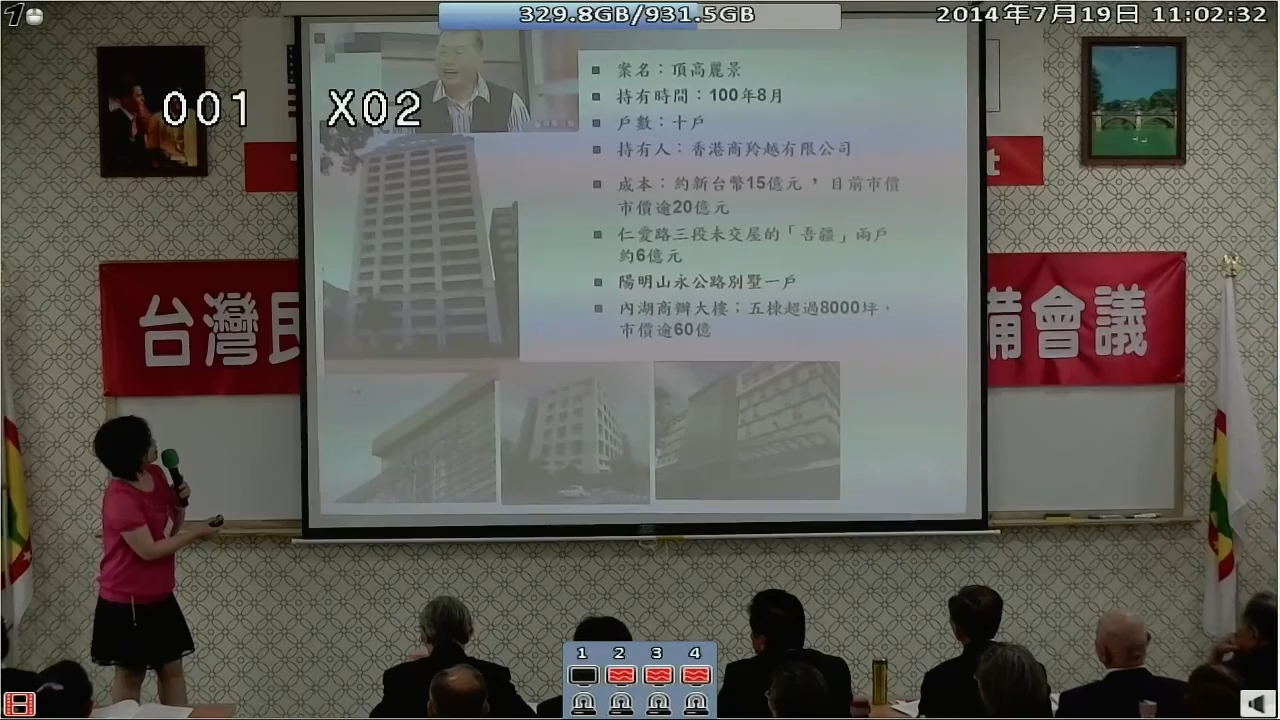 1
329.8GB/931.5GB
2014年7月19日 11:02:32
001
X02
案名：頂高麗景
持有時間：100年8月
戶數：十戶
持有人：香港商羚越有限公司
成本：約新台幣15億元，目前市價
市價逾20億元
仁愛路三段未交屋的「吾疆」兩戶
約6億元
陽明山永公路別墅一戶
內湖商辦大樓；五棟超過8000坪，
市價逾60億
t
台灣民
備會議
1 2 3 4